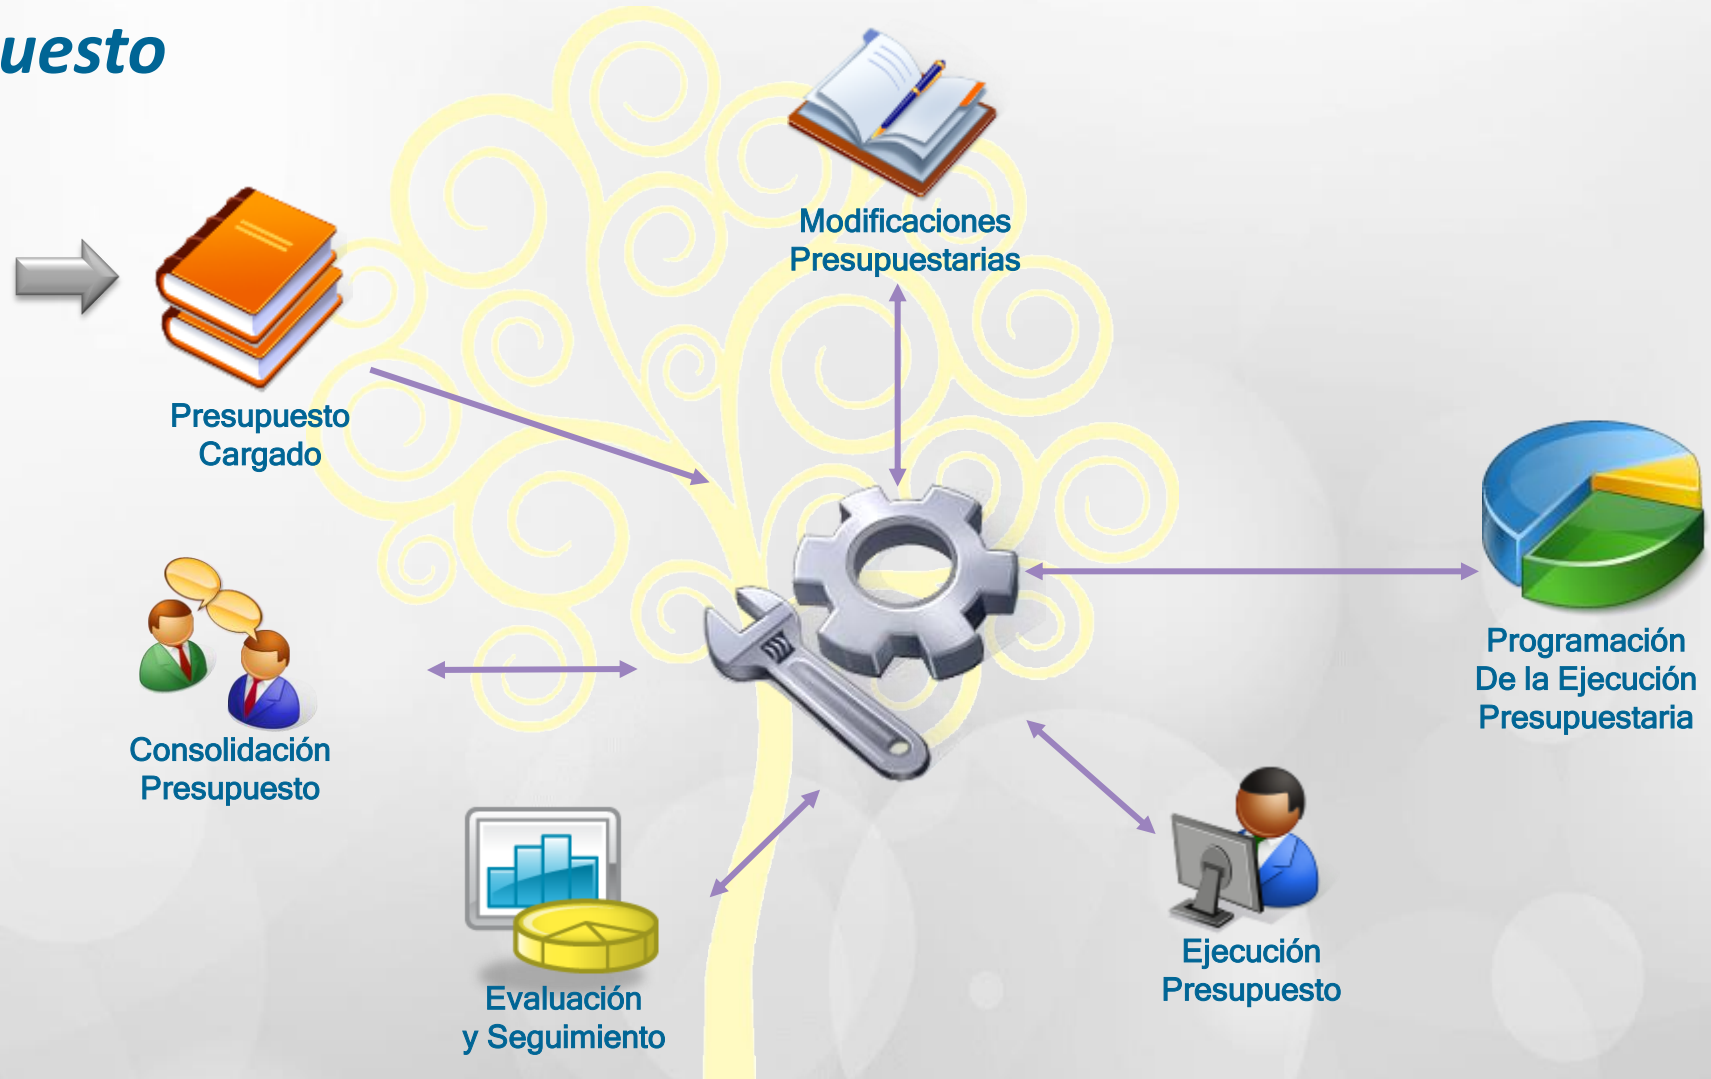 uesto
Modificaciones
Presupuestarias
Presupuesto
Cargado
Programación
De la Ejecución
Presupuestaria
Consolidación
Presupuesto
Ejecución
Presupuesto
Evaluación
y Seguimiento